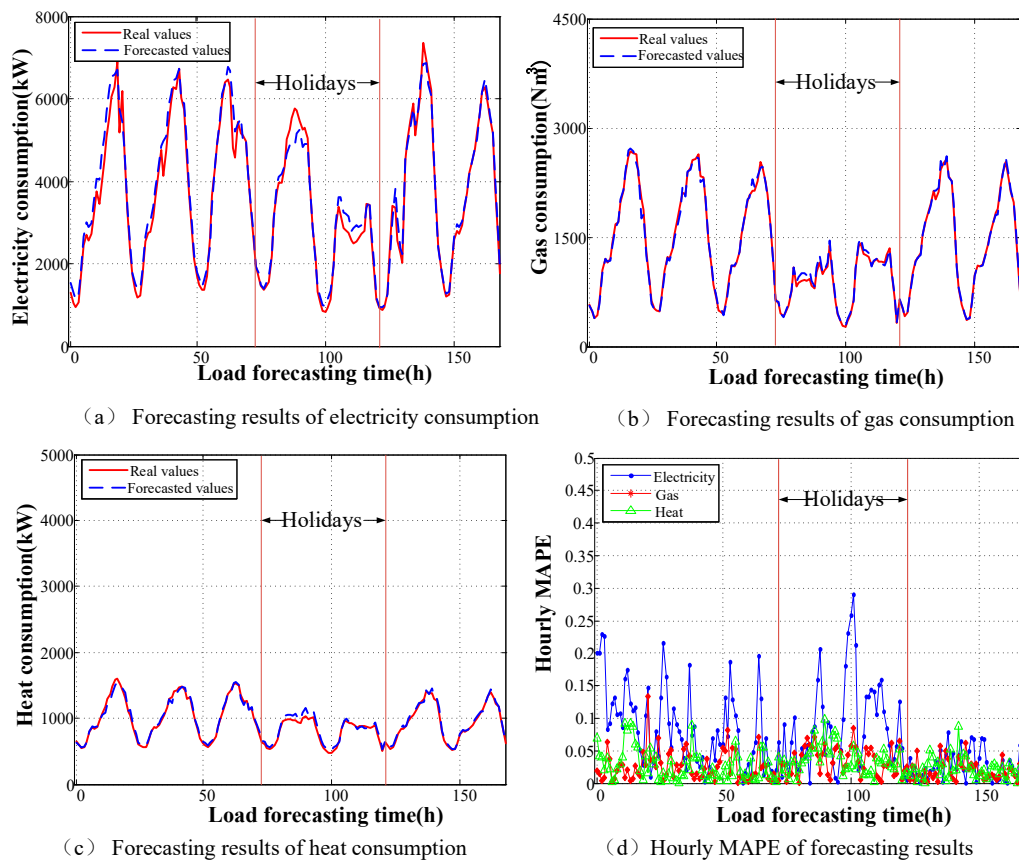 Electricity consumption(kW)
8000
6000
4000
2000
0
Real values
Forecasted values
Holidays
0 50 100 150
Load forecasting time(h)
（a） Forecasting results of electricity consumption
Gas consumption(Nm³)
4500
3000
1500
0
Real values
Forecasted values
Holidays
0 50 100 150
Load forecasting time(h)
（b） Forecasting results of gas consumption
Heat consumption(kW)
5000
4000
3000
2000
1000
0
Real values
Forecasted values
Holidays
0 50 100 150
Load forecasting time(h)
（c） Forecasting results of heat consumption
Hourly MAPE
0.5
0.45
0.4
0.35
0.3
0.25
0.2
0.15
0.1
0.05
0
Electricity
Gas
Heat
Holidays
0 50 100 150
Load forecasting time(h)
（d）Hourly MAPE of forecasting results